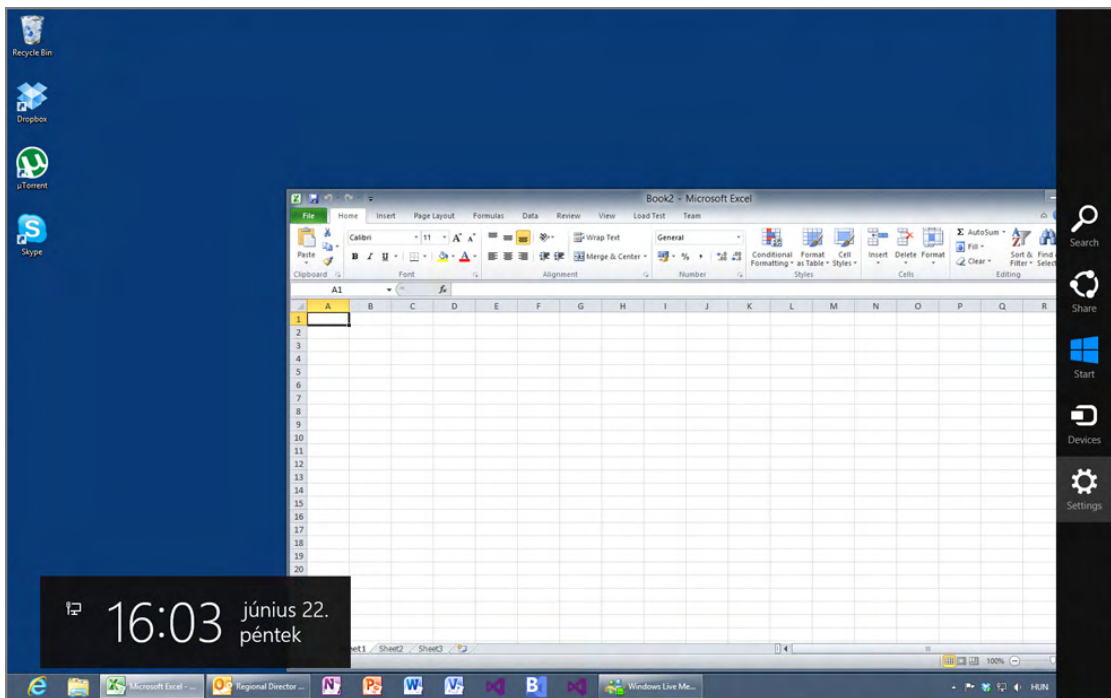 Recycle Bin
Dropbox
µTorrent
Skype
Book2 - Microsoft Excel
File Home Insert Page Layout Formulas Data Review View Load Test Team
Paste
Calibri 11
B I U
Wrap Text
Merge & Center
General
%
Conditional Formatting
Format as Table
Cell Styles
Insert Delete Format
Σ AutoSum
Fill
Clear
Sort & Filter
Find & Select
Clipboard Font Alignment Number Styles Cells Editing
A1 fx
A B C D E F G H I J K L M N O P Q R
1
2
3
4
5
6
7
8
9
10
11
12
13
14
15
16
17
18
19
20
Sheet2 Sheet3
100%
Search
Share
Start
Devices
Settings
16:03
június 22.
péntek
Microsoft Excel - ... Regional Director ... Windows Live Me...
HUN